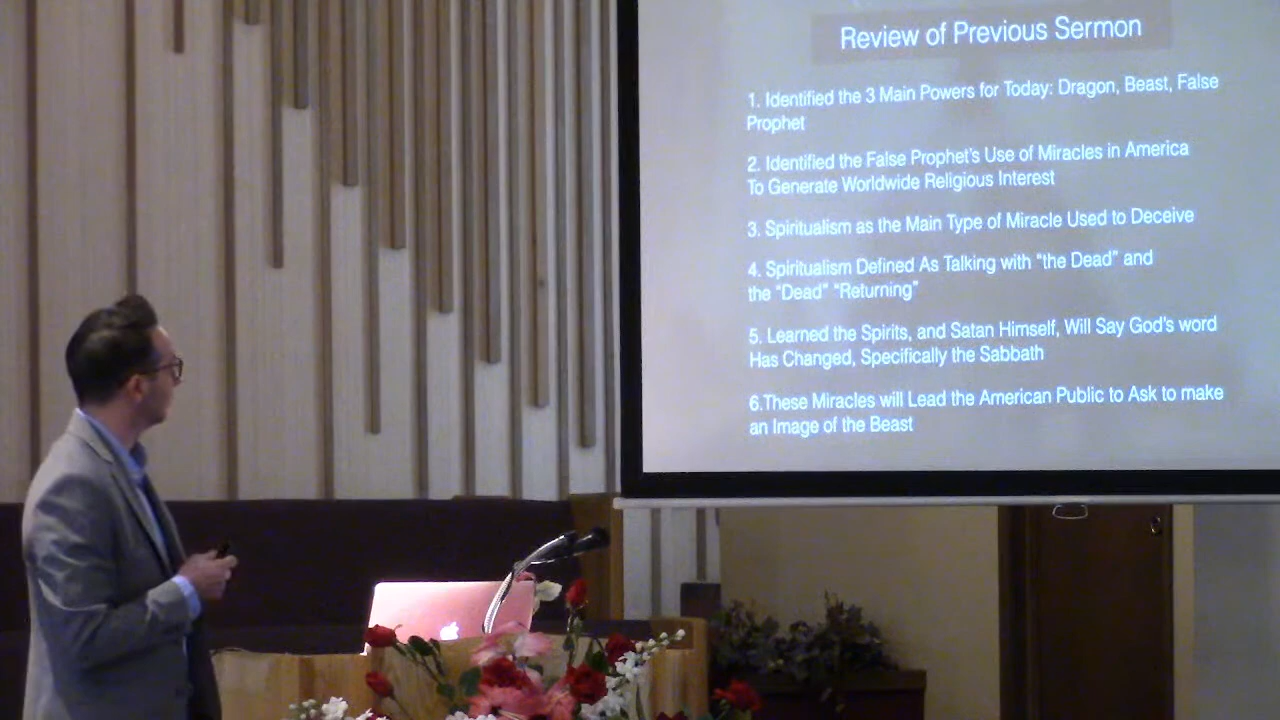 Review of Previous Sermon
1. Identified the 3 Main Powers for Today: Dragon, Beast, False
Prophet
2. Identified the False Prophet's Use of Miracles in America
To Generate Worldwide Religious Interest
3. Spiritualism as the Main Type of Miracle Used to Deceive
4. Spiritualism Defined As Talking with “the Dead” and
the “Dead” “Returning”
5. Learned the Spirits, and Satan Himself, Will Say God's word
Has Changed, Specifically the Sabbath
6.These Miracles will Lead the American Public to Ask to make
an Image of the Beast